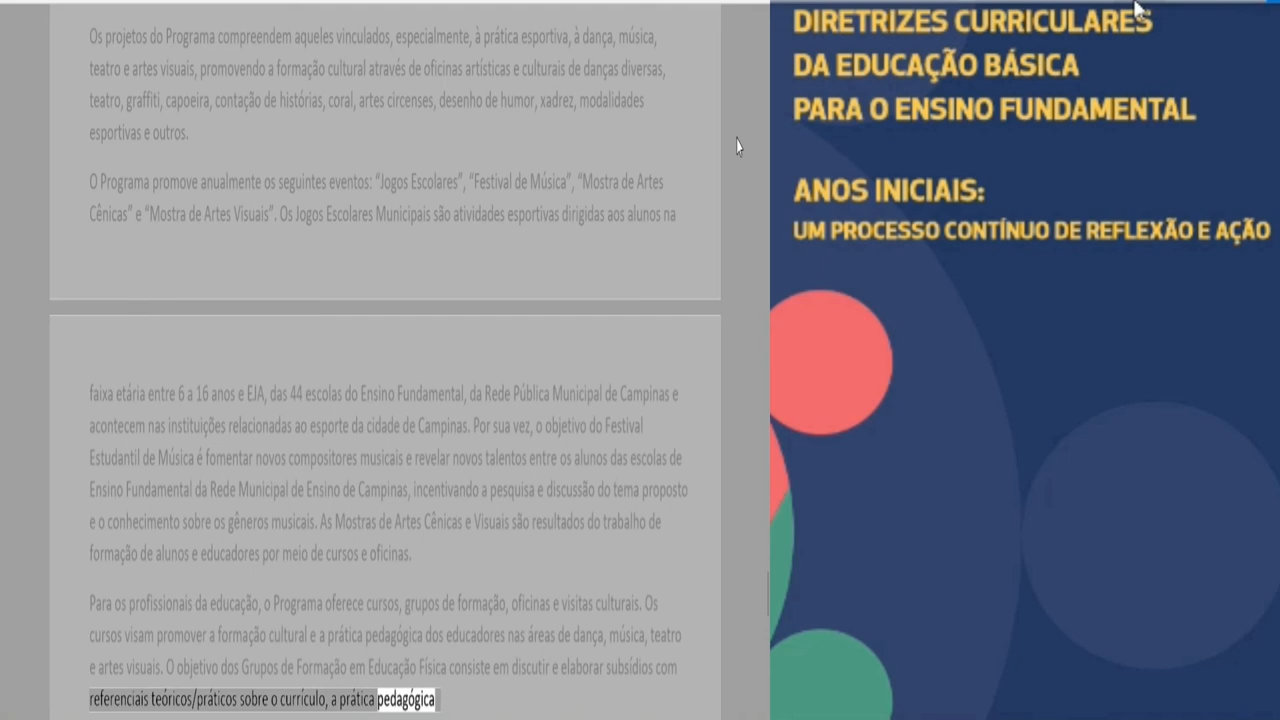 Os projetos do Programa compreendem aqueles vinculados, especialmente, à prática esportiva, à dança, música,
teatro e artes visuais, promovendo a formação cultural através de oficinas artísticas e culturais de danças diversas,
teatro, graffiti, capoeira, contação de histórias, coral, artes circenses, desenho de humor, xadrez, modalidades
esportivas e outros.
O Programa promove anualmente os seguintes eventos: “Jogos Escolares”, “Festival de Música”, “Mostra de Artes
Cênicas” e “Mostra de Artes Visuais”. Os Jogos Escolares Municipais são atividades esportivas dirigidas aos alunos na
faixa etária entre 6 a 16 anos e EJA, das 44 escolas do Ensino Fundamental, da Rede Pública Municipal de Campinas e
acontecem nas instituições relacionadas ao esporte da cidade de Campinas. Por sua vez, o objetivo do Festival
Estudantil de Música é fomentar novos compositores musicais e revelar novos talentos entre os alunos das escolas de
Ensino Fundamental da Rede Municipal de Ensino de Campinas, incentivando a pesquisa e discussão do tema proposto
e o conhecimento sobre os gêneros musicais. As Mostras de Artes Cênicas e Visuais são resultados do trabalho de
formação de alunos e educadores por meio de cursos e oficinas.
Para os profissionais da educação, o Programa oferece cursos, grupos de formação, oficinas e visitas culturais. Os
cursos visam promover a formação cultural e a prática pedagógica dos educadores nas áreas de dança, música, teatro
e artes visuais. O objetivo dos Grupos de Formação em Educação Física consiste em discutir e elaborar subsídios com
referenciais teóricos/práticos sobre o currículo, a prática pedagógica
DIRETRIZES CURRICULARES
DA EDUCAÇÃO BÁSICA
PARA O ENSINO FUNDAMENTAL
ANOS INICIAIS:
UM PROCESSO CONTÍNUO DE REFLEXÃO E AÇÃO